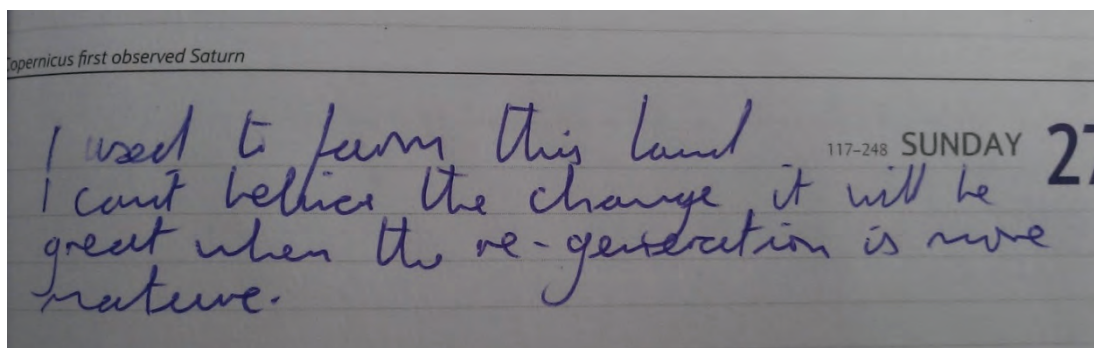 Copernicus first observed Saturn
I used to farm this land
117–248 SUNDAY 27
I can't believe the change it will be
great when the re-generation is more
mature.